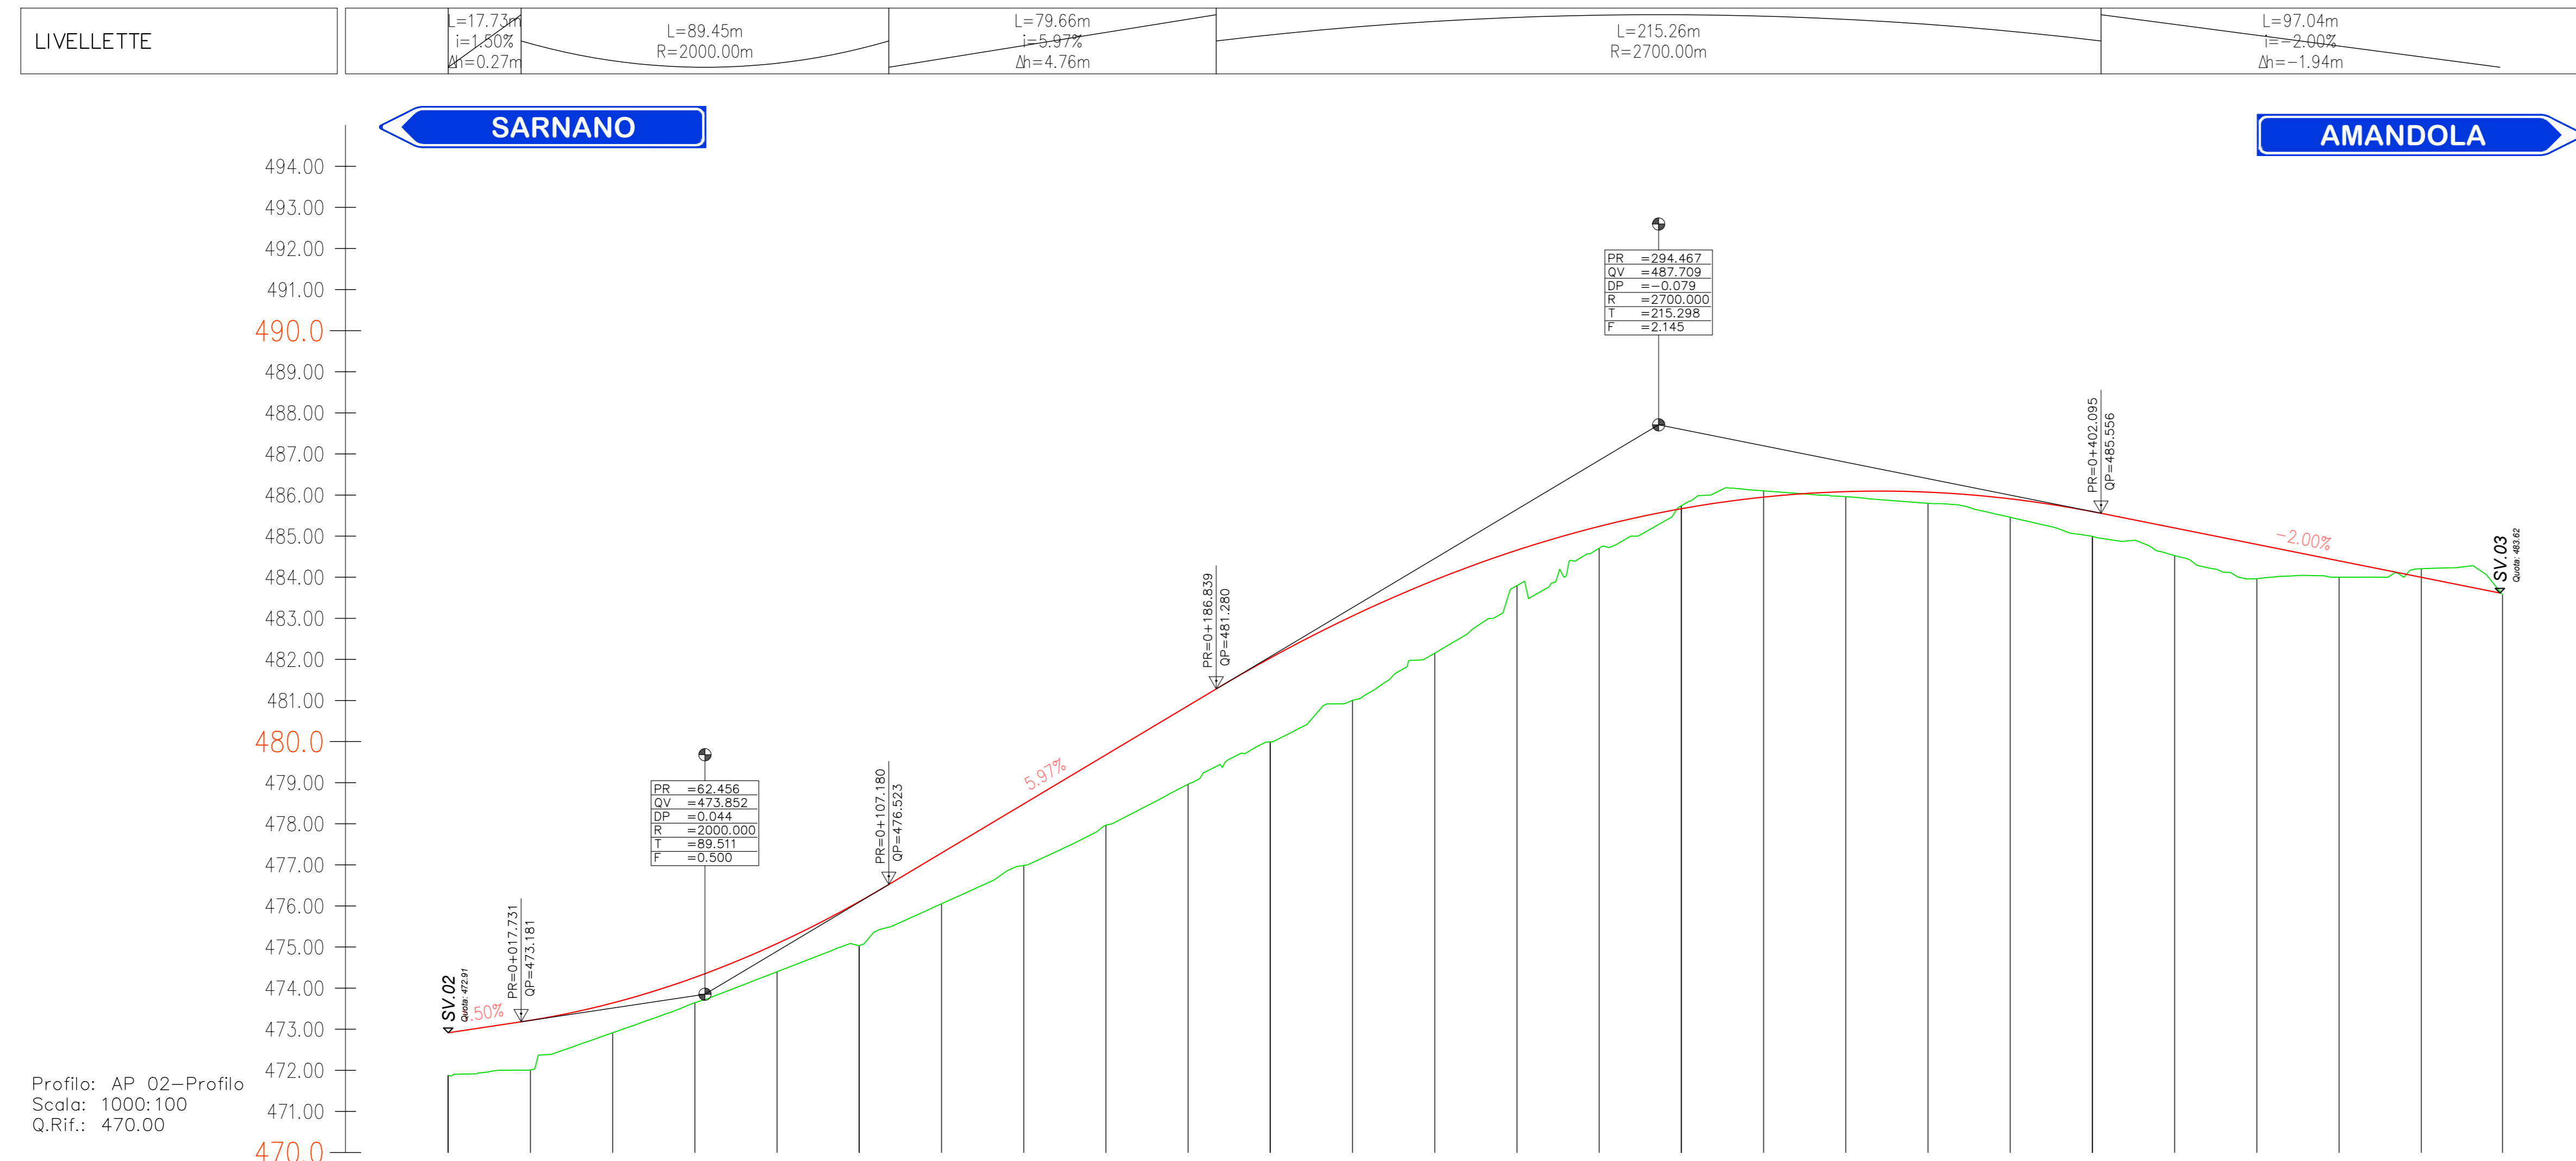 LIVELLETTE
L=17.73m
i=1.50%
Δh=0.27m
L=89.45m
R=2000.00m
L=79.66m
i=5.97%
Δh=4.76m
L=215.26m
R=2700.00m
L=97.04m
i=-2.00%
Δh=-1.94m
SARNANO
AMANDOLA
494.00
493.00
492.00
491.00
490.0
489.00
488.00
487.00
486.00
485.00
484.00
483.00
482.00
481.00
480.0
479.00
478.00
477.00
476.00
475.00
474.00
473.00
472.00
471.00
470.0
SV.02
Quota: 472.91
.50%
PR=0+017.731
QP=473.181
PR =62.456
QV =473.852
DP =0.044
R =2000.000
T =89.511
F =0.500
PR=0+107.180
QP=476.523
5.97%
PR=0+186.839
QP=481.280
PR =294.467
QV =487.709
DP =-0.079
R =2700.000
T =215.298
F =2.145
PR=0+402.095
QP=485.556
-2.00%
SV.03
Quota: 483.62
Profilo: AP 02-Profilo
Scala: 1000:100
Q.Rif.: 470.00